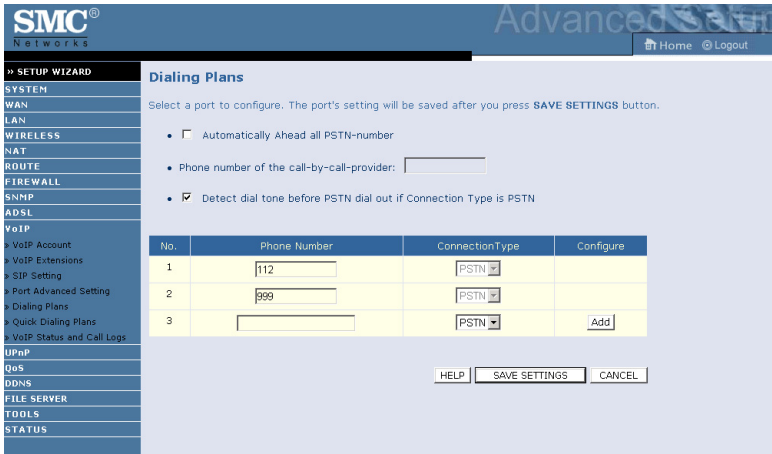 SMC®
Networks
Advanced Setup
Home Logout
» SETUP WIZARD
SYSTEM
WAN
LAN
WIRELESS
NAT
ROUTE
FIREWALL
SNMP
ADSL
VoIP
» VoIP Account
» VoIP Extensions
» SIP Setting
» Port Advanced Setting
» Dialing Plans
» Quick Dialing Plans
» VoIP Status and Call Logs
UPnP
QoS
DDNS
FILE SERVER
TOOLS
STATUS
Dialing Plans
Select a port to configure. The port's setting will be saved after you press SAVE SETTINGS button.
• Automatically Ahead all PSTN-number
• Phone number of the call-by-call-provider:
• Detect dial tone before PSTN dial out if Connection Type is PSTN
No. Phone Number ConnectionType Configure
1 112 PSTN
2 999 PSTN
3 PSTN Add
HELP SAVE SETTINGS CANCEL